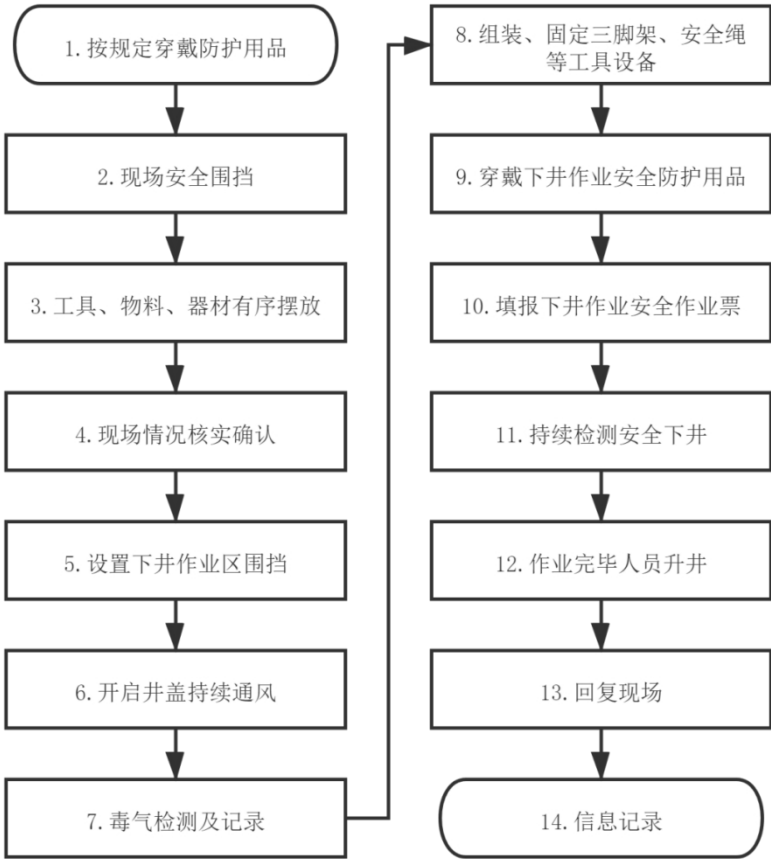 1.按规定穿戴防护用品
2.现场安全围挡
3.工具、物料、器材有序摆放
4.现场情况核实确认
5.设置下井作业区围挡
6.开启井盖持续通风
7.毒气检测及记录
8.组装、固定三脚架、安全绳
等工具设备
9.穿戴下井作业安全防护用品
10.填报下井作业安全作业票
11.持续检测安全下井
12.作业完毕人员升井
13.回复现场
14.信息记录